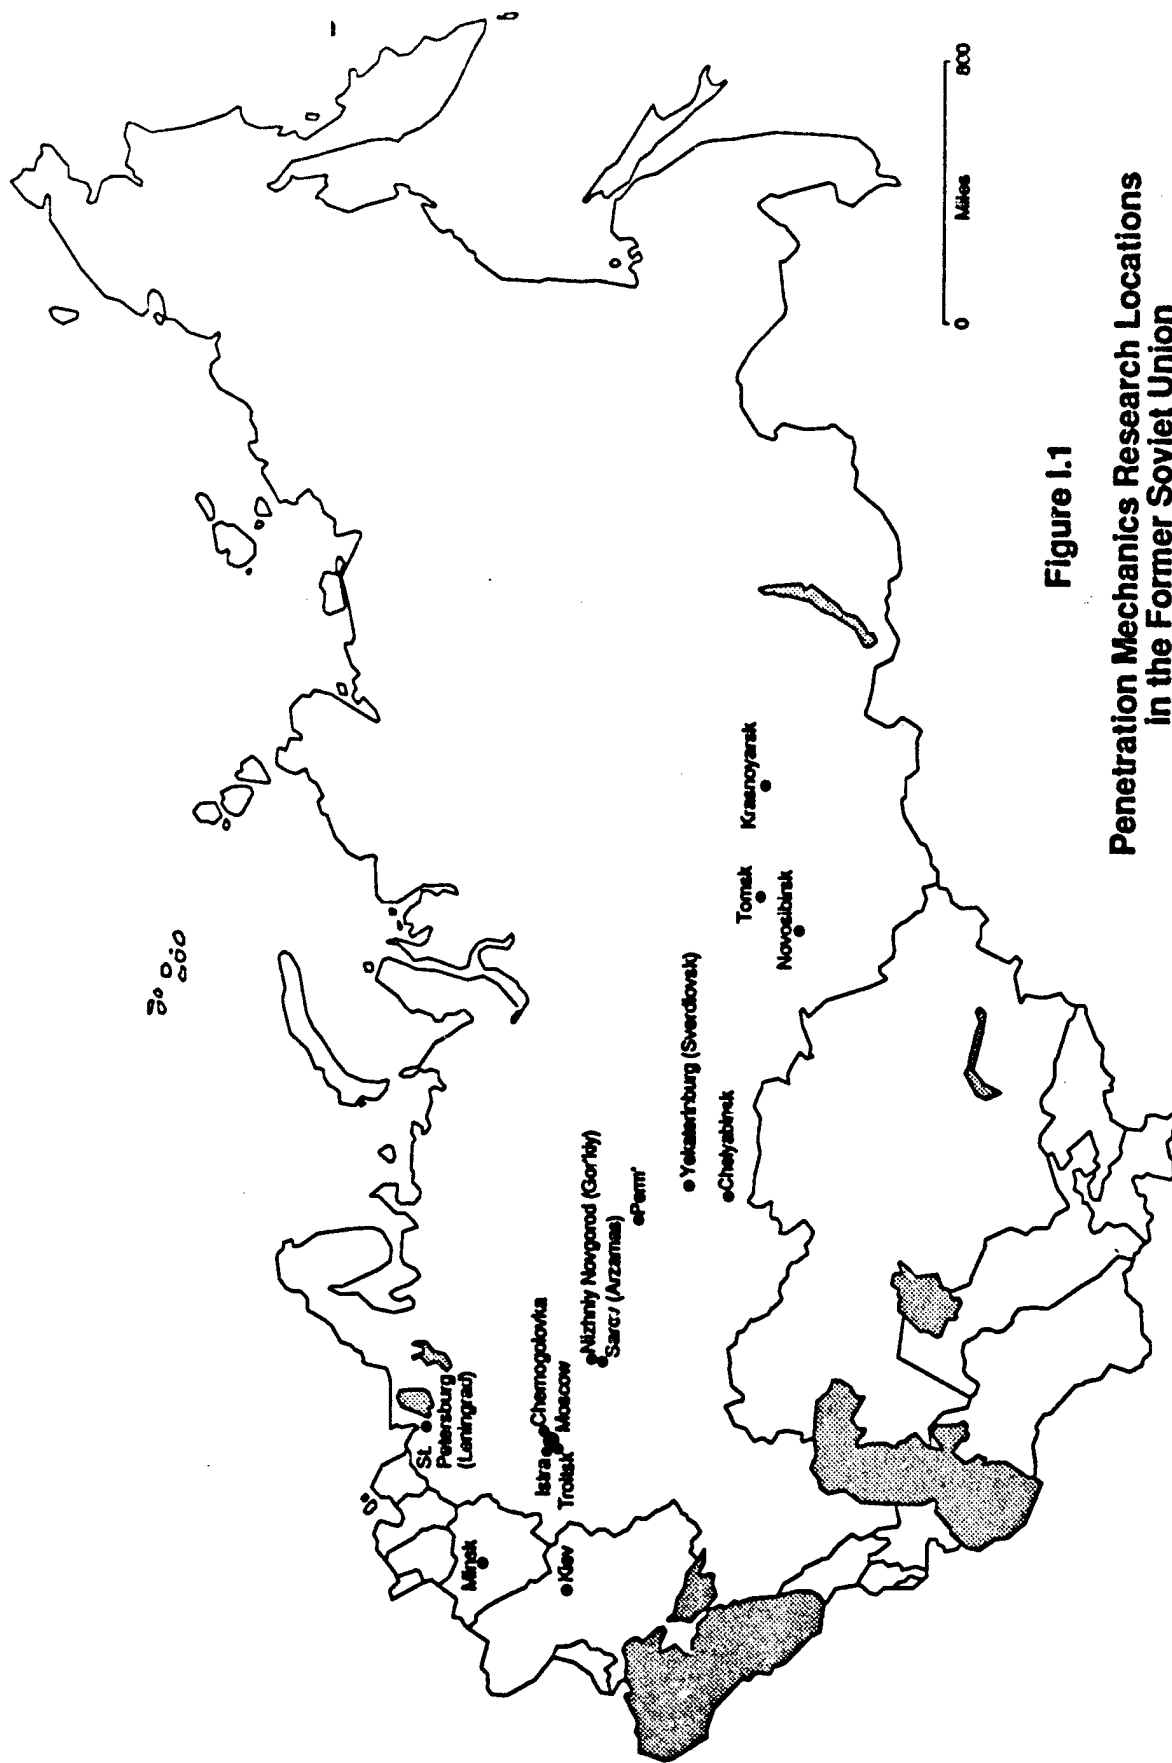 St.
Petersburg
(Leningrad)
Minsk
Kiev
Istra
Chernogolovka
Troitsk
Moscow
Nizhniy Novgorod (Gor'kiy)
Sarov (Arzamas)
Perm'
Yekaterinburg (Sverdlovsk)
Chelyabinsk
Tomsk
Novosibirsk
Krasnoyarsk
0 800
Miles
Figure I.1
Penetration Mechanics Research Locations
in the Former Soviet Union